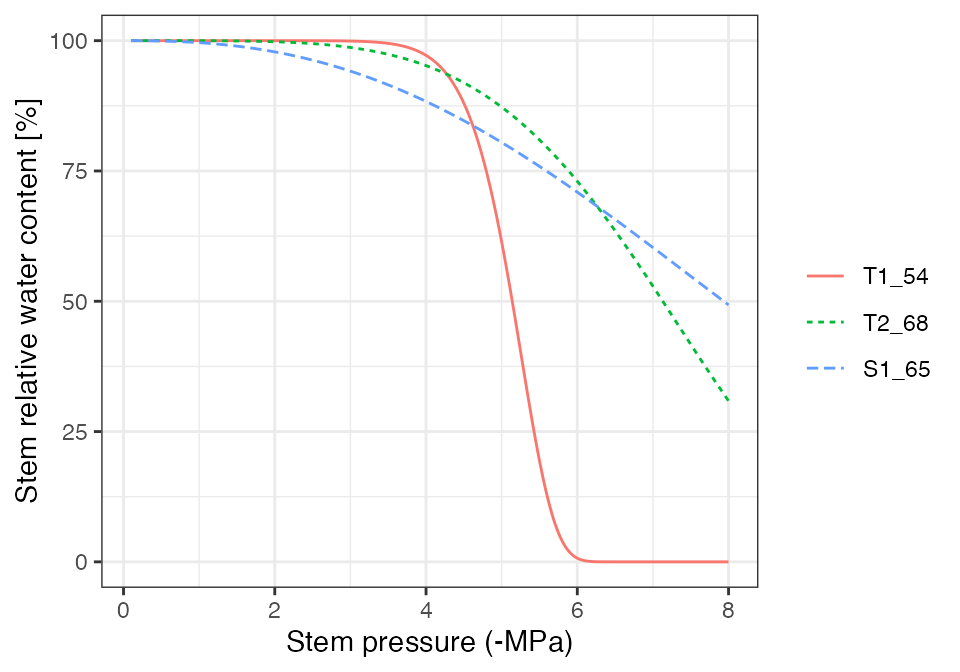 Stem relative water content [%]
100
75
50
25
0
0 2 4 6 8
Stem pressure (-MPa)
T1_54
T2_68
S1_65